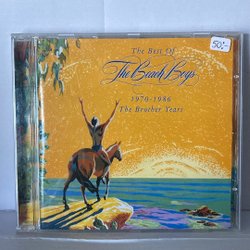 The Best Of
50:-
The Beach Boys
1970-1986
The Brother Years